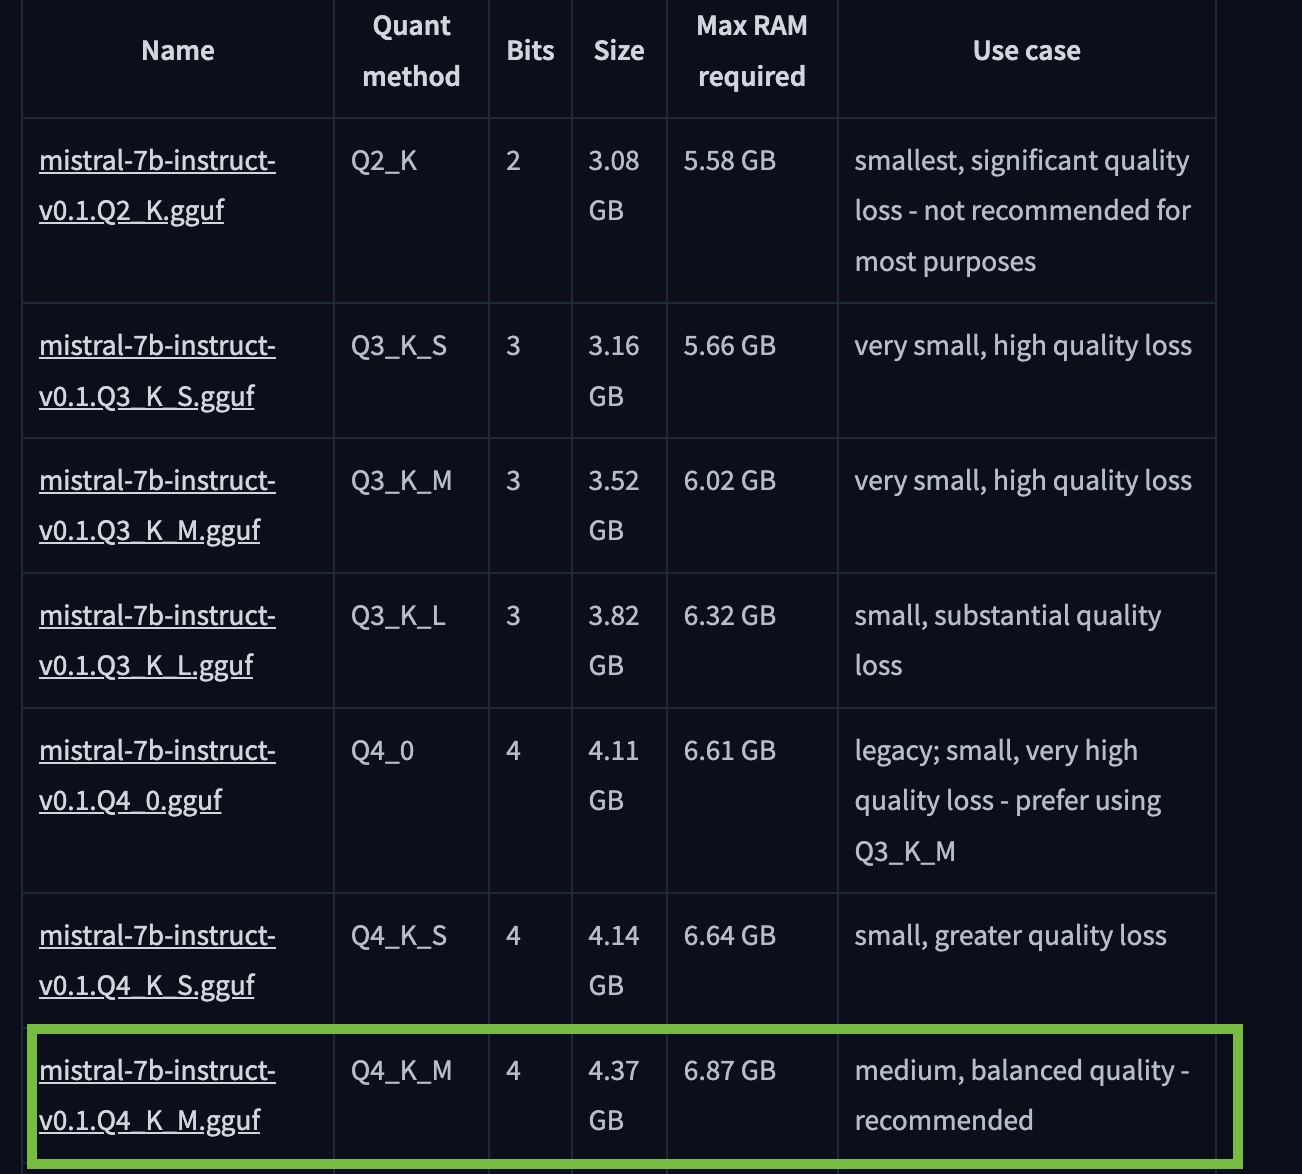 Name
Quant
method
Bits
Size
Max RAM
required
Use case
mistral-7b-instruct-
v0.1.Q2_K.gguf
Q2_K
2
3.08
GB
5.58 GB
smallest, significant quality
loss - not recommended for
most purposes
mistral-7b-instruct-
v0.1.Q3_K_S.gguf
Q3_K_S
3
3.16
GB
5.66 GB
very small, high quality loss
mistral-7b-instruct-
v0.1.Q3_K_M.gguf
Q3_K_M
3
3.52
GB
6.02 GB
very small, high quality loss
mistral-7b-instruct-
v0.1.Q3_K_L.gguf
Q3_K_L
3
3.82
GB
6.32 GB
small, substantial quality
loss
mistral-7b-instruct-
v0.1.Q4_0.gguf
Q4_0
4
4.11
GB
6.61 GB
legacy; small, very high
quality loss - prefer using
Q3_K_M
mistral-7b-instruct-
v0.1.Q4_K_S.gguf
Q4_K_S
4
4.14
GB
6.64 GB
small, greater quality loss
mistral-7b-instruct-
v0.1.Q4_K_M.gguf
Q4_K_M
4
4.37
GB
6.87 GB
medium, balanced quality -
recommended